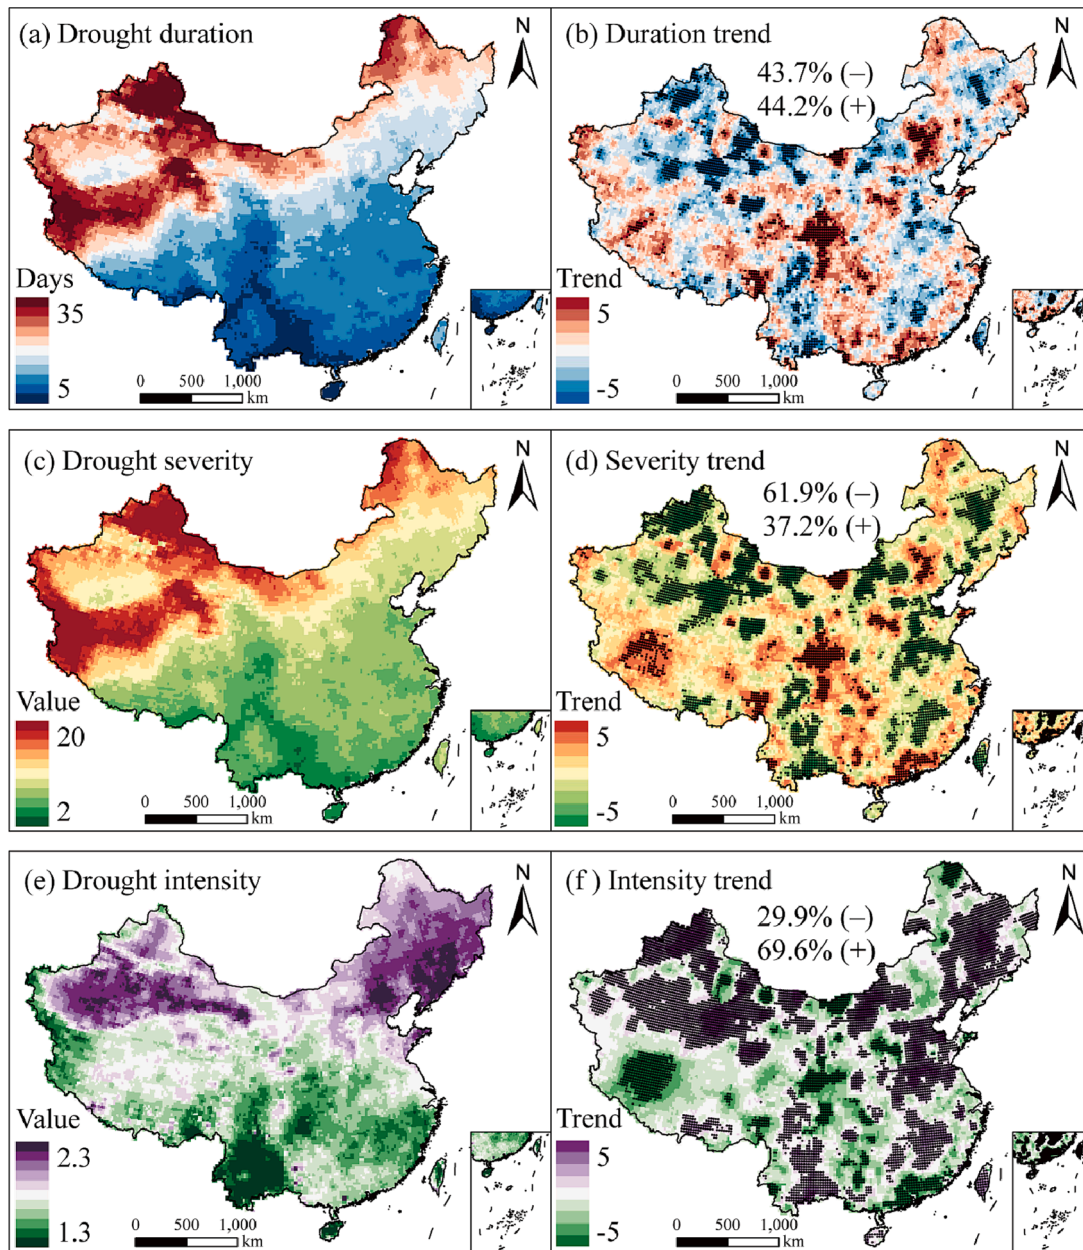 (a) Drought duration
N
Days
35
5
0 500 1,000
km
(b) Duration trend
43.7% (–)
44.2% (+)
N
Trend
5
-5
0 500 1,000
km
(c) Drought severity
N
Value
20
2
0 500 1,000
km
(d) Severity trend
61.9% (–)
37.2% (+)
N
Trend
5
-5
0 500 1,000
km
(e) Drought intensity
N
Value
2.3
1.3
0 500 1,000
km
(f ) Intensity trend
29.9% (–)
69.6% (+)
N
Trend
5
-5
0 500 1,000
km